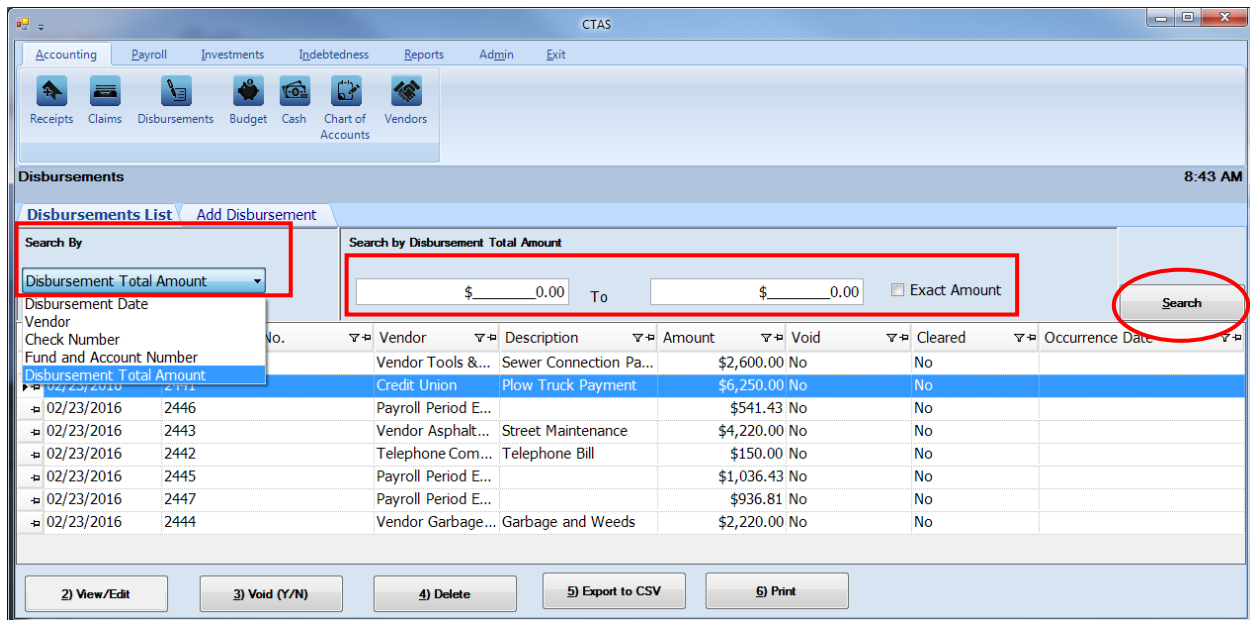 CTAS
Accounting Payroll Investments Indebtedness Reports Admin Exit
Receipts Claims Disbursements Budget Cash Chart of Accounts Vendors
Disbursements 8:43 AM
Disbursements List Add Disbursement
Search By Search by Disbursement Total Amount
Disbursement Total Amount $_______0.00 To $_______0.00 Exact Amount Search
Disbursement Date
Vendor
Check Number
Fund and Account Number
Disbursement Total Amount
No. Vendor Description Amount Void Cleared Occurrence Date
Vendor Tools &... Sewer Connection Pa... $2,600.00 No No
02/23/2016 2441 Credit Union Plow Truck Payment $6,250.00 No No
02/23/2016 2446 Payroll Period E... $541.43 No No
02/23/2016 2443 Vendor Asphalt... Street Maintenance $4,220.00 No No
02/23/2016 2442 Telephone Com... Telephone Bill $150.00 No No
02/23/2016 2445 Payroll Period E... $1,036.43 No No
02/23/2016 2447 Payroll Period E... $936.81 No No
02/23/2016 2444 Vendor Garbage... Garbage and Weeds $2,220.00 No No
2) View/Edit 3) Void (Y/N) 4) Delete 5) Export to CSV 6) Print